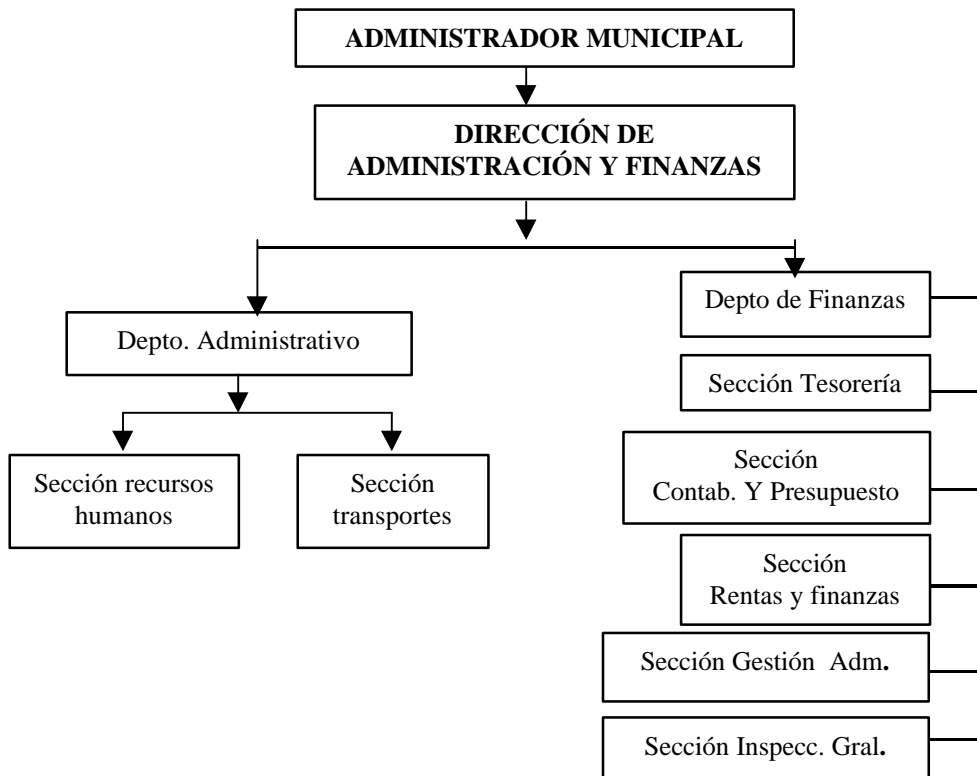 ADMINISTRADOR MUNICIPAL
DIRECCIÓN DE
ADMINISTRACIÓN Y FINANZAS
Depto. Administrativo
Sección recursos
humanos
Sección
transportes
Depto de Finanzas
Sección Tesorería
Sección
Contab. Y Presupuesto
Sección
Rentas y finanzas
Sección Gestión Adm.
Sección Inspecc. Gral.